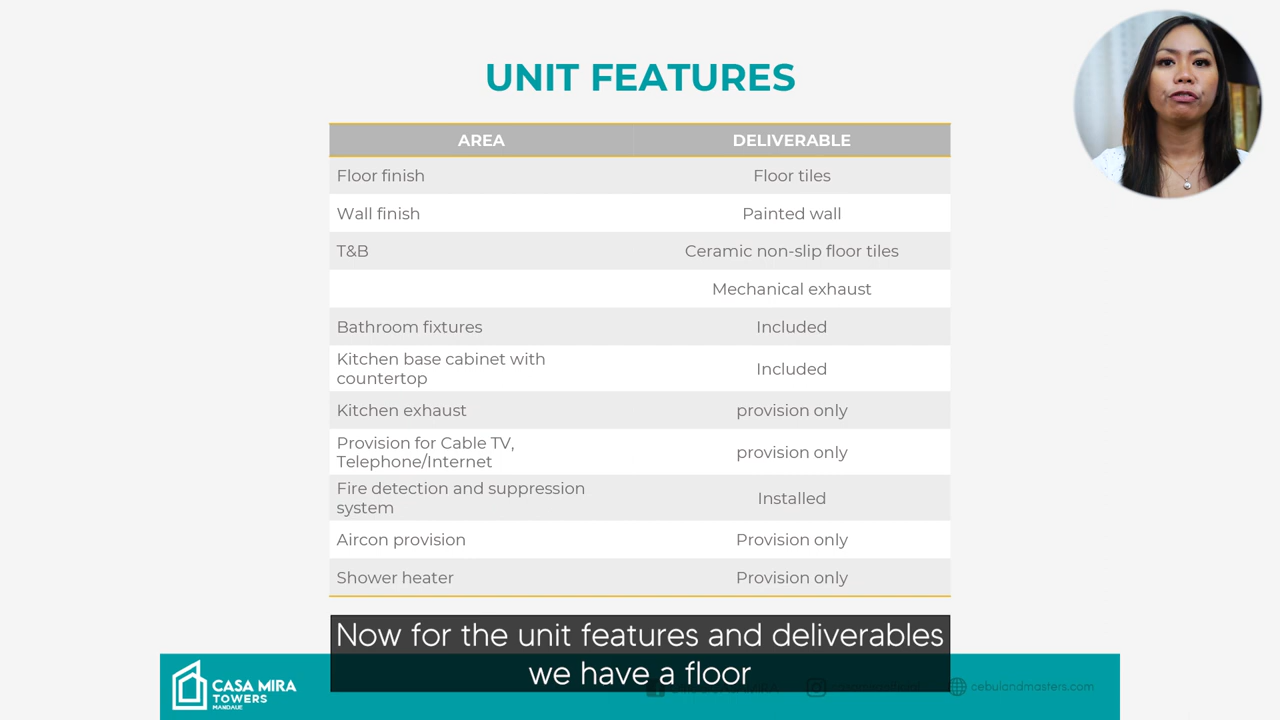 UNIT FEATURES
AREA DELIVERABLE
Floor finish Floor tiles
Wall finish Painted wall
T&B Ceramic non-slip floor tiles
Mechanical exhaust
Bathroom fixtures Included
Kitchen base cabinet with
countertop Included
Kitchen exhaust provision only
Provision for Cable TV,
Telephone/Internet provision only
Fire detection and suppression
system Installed
Aircon provision Provision only
Shower heater Provision only
Now for the unit features and deliverables
we have a floor
CASA MIRA
TOWERS
MANDAUE
cebulandmasters.com